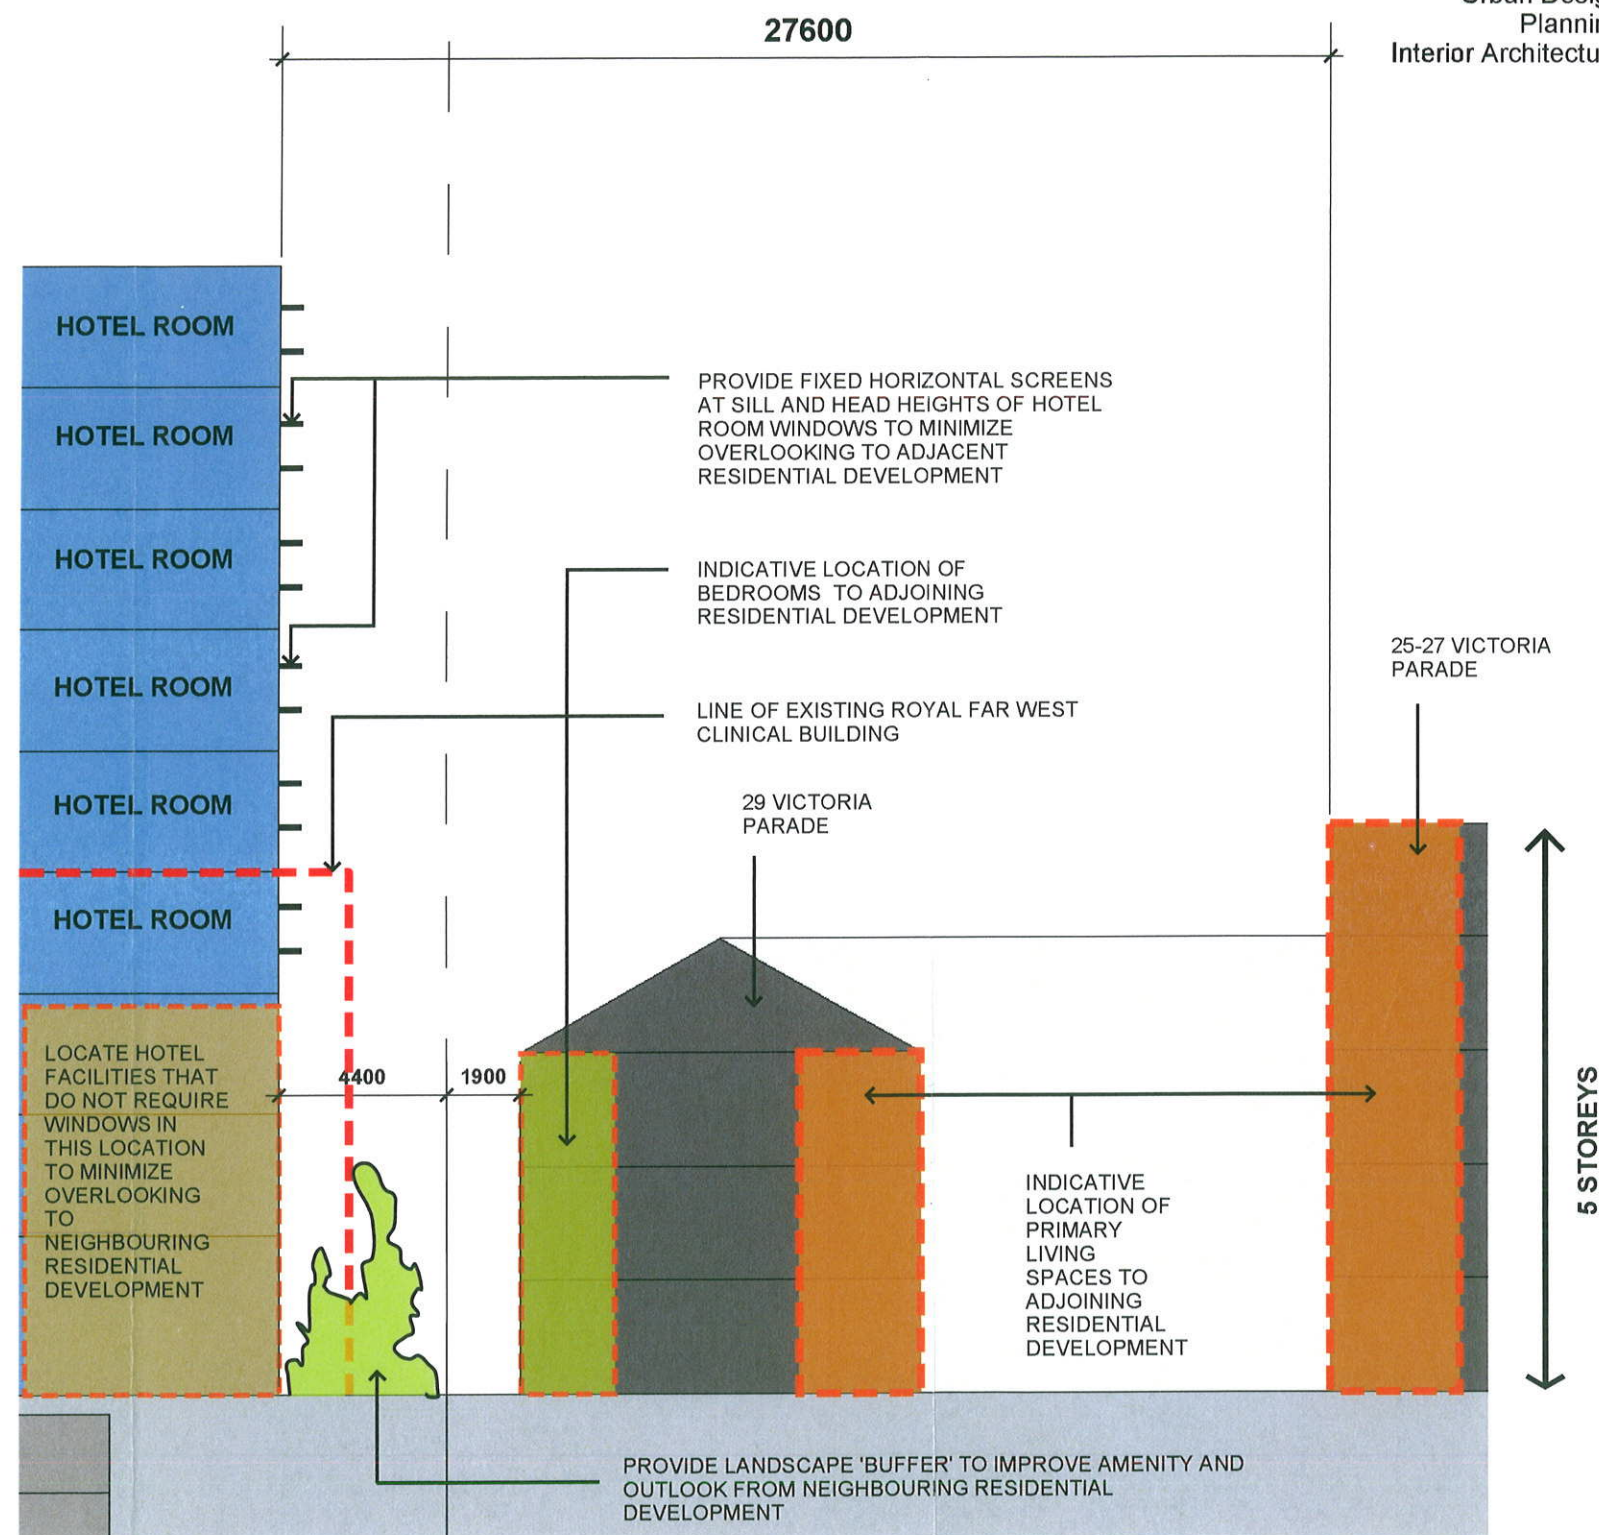 27600
Planning
Interior Architectu
HOTEL ROOM
HOTEL ROOM
HOTEL ROOM
HOTEL ROOM
HOTEL ROOM
HOTEL ROOM
PROVIDE FIXED HORIZONTAL SCREENS
AT SILL AND HEAD HEIGHTS OF HOTEL
ROOM WINDOWS TO MINIMIZE
OVERLOOKING TO ADJACENT
RESIDENTIAL DEVELOPMENT
INDICATIVE LOCATION OF
BEDROOMS TO ADJOINING
RESIDENTIAL DEVELOPMENT
25-27 VICTORIA
PARADE
LINE OF EXISTING ROYAL FAR WEST
CLINICAL BUILDING
29 VICTORIA
PARADE
LOCATE HOTEL
FACILITIES THAT
DO NOT REQUIRE
WINDOWS IN
THIS LOCATION
TO MINIMIZE
OVERLOOKING
TO
NEIGHBOURING
RESIDENTIAL
DEVELOPMENT
4400
1900
INDICATIVE
LOCATION OF
PRIMARY
LIVING
SPACES TO
ADJOINING
RESIDENTIAL
DEVELOPMENT
5 STOREYS
PROVIDE LANDSCAPE 'BUFFER' TO IMPROVE AMENITY AND
OUTLOOK FROM NEIGHBOURING RESIDENTIAL
DEVELOPMENT